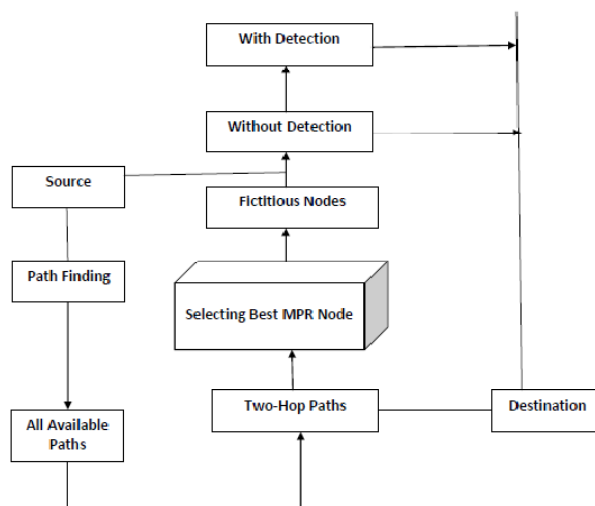 With Detection
Without Detection
Source
Fictitious Nodes
Path Finding
Selecting Best MPR Node
Two-Hop Paths
Destination
All Available
Paths